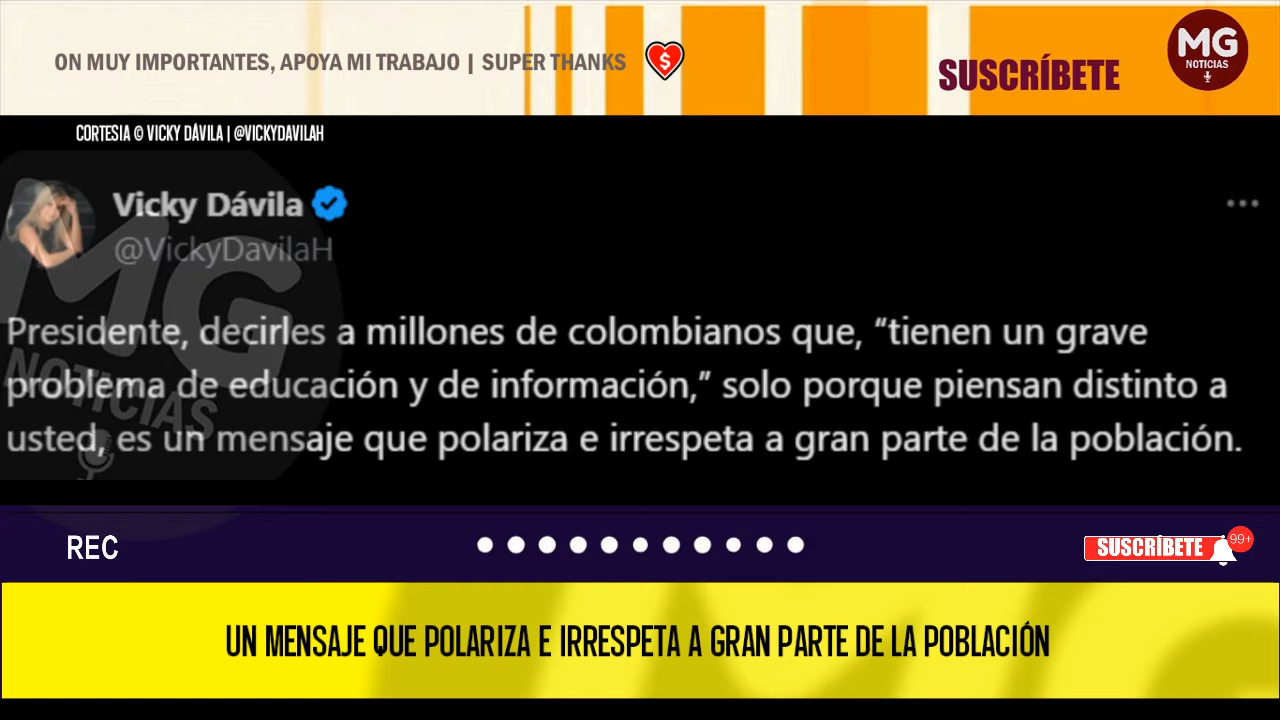 ON MUY IMPORTANTES, APOYA MI TRABAJO | SUPER THANKS
$
SUSCRÍBETE
MG
NOTICIAS
CORTESIA © VICKY DÁVILA | @VICKYDAVILAH
Vicky Dávila
@VickyDavilaH
Presidente, decirles a millones de colombianos que, “tienen un grave
problema de educación y de información,” solo porque piensan distinto a
usted, es un mensaje que polariza e irrespeta a gran parte de la población.
MG
NOTICIAS
REC
SUSCRÍBETE
99+
UN MENSAJE QUE POLARIZA E IRRESPETA A GRAN PARTE DE LA POBLACIÓN